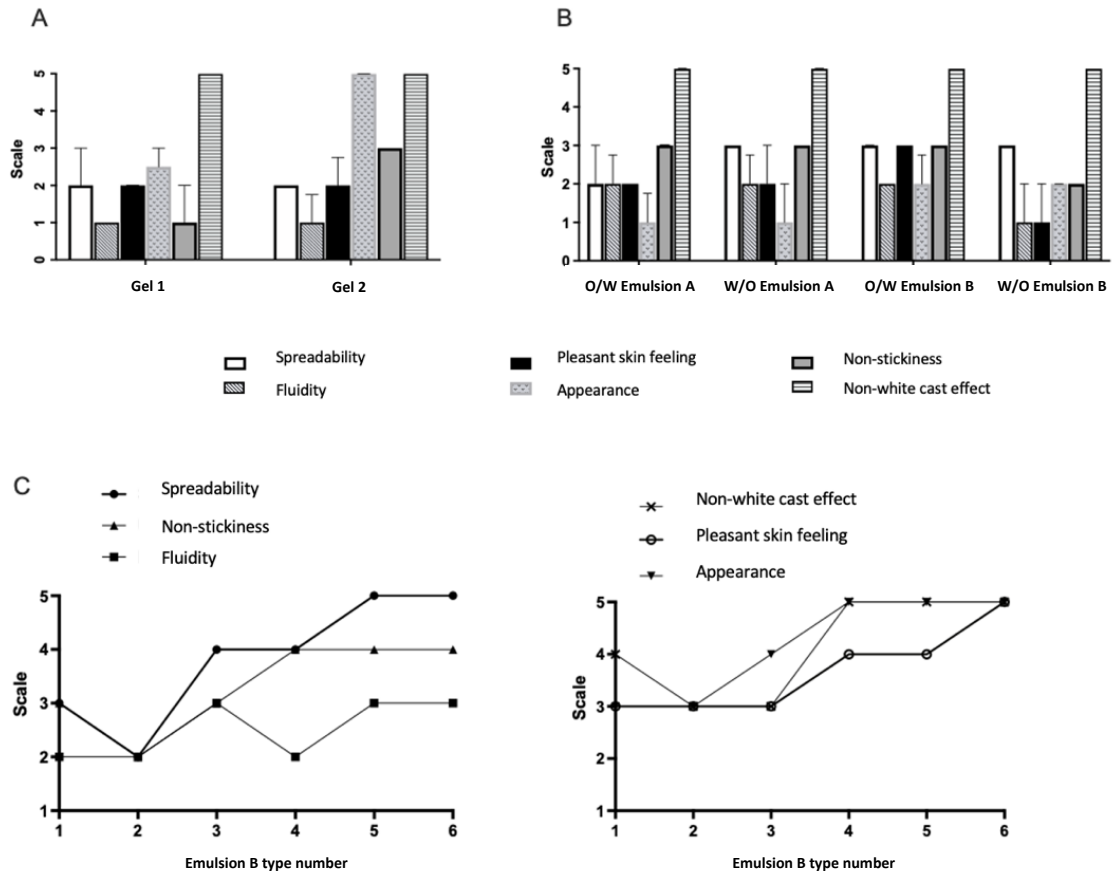 A
B
5
4
3
2
1
0
Scale
Gel 1
Gel 2
5
4
3
2
1
0
Scale
O/W Emulsion A
W/O Emulsion A
O/W Emulsion B
W/O Emulsion B
Spreadability
Pleasant skin feeling
Non-stickiness
Fluidity
Appearance
Non-white cast effect
C
Spreadability
Non-stickiness
Fluidity
5
4
3
2
1
Scale
1 2 3 4 5 6
Emulsion B type number
Non-white cast effect
Pleasant skin feeling
Appearance
5
4
3
2
1
Scale
1 2 3 4 5 6
Emulsion B type number